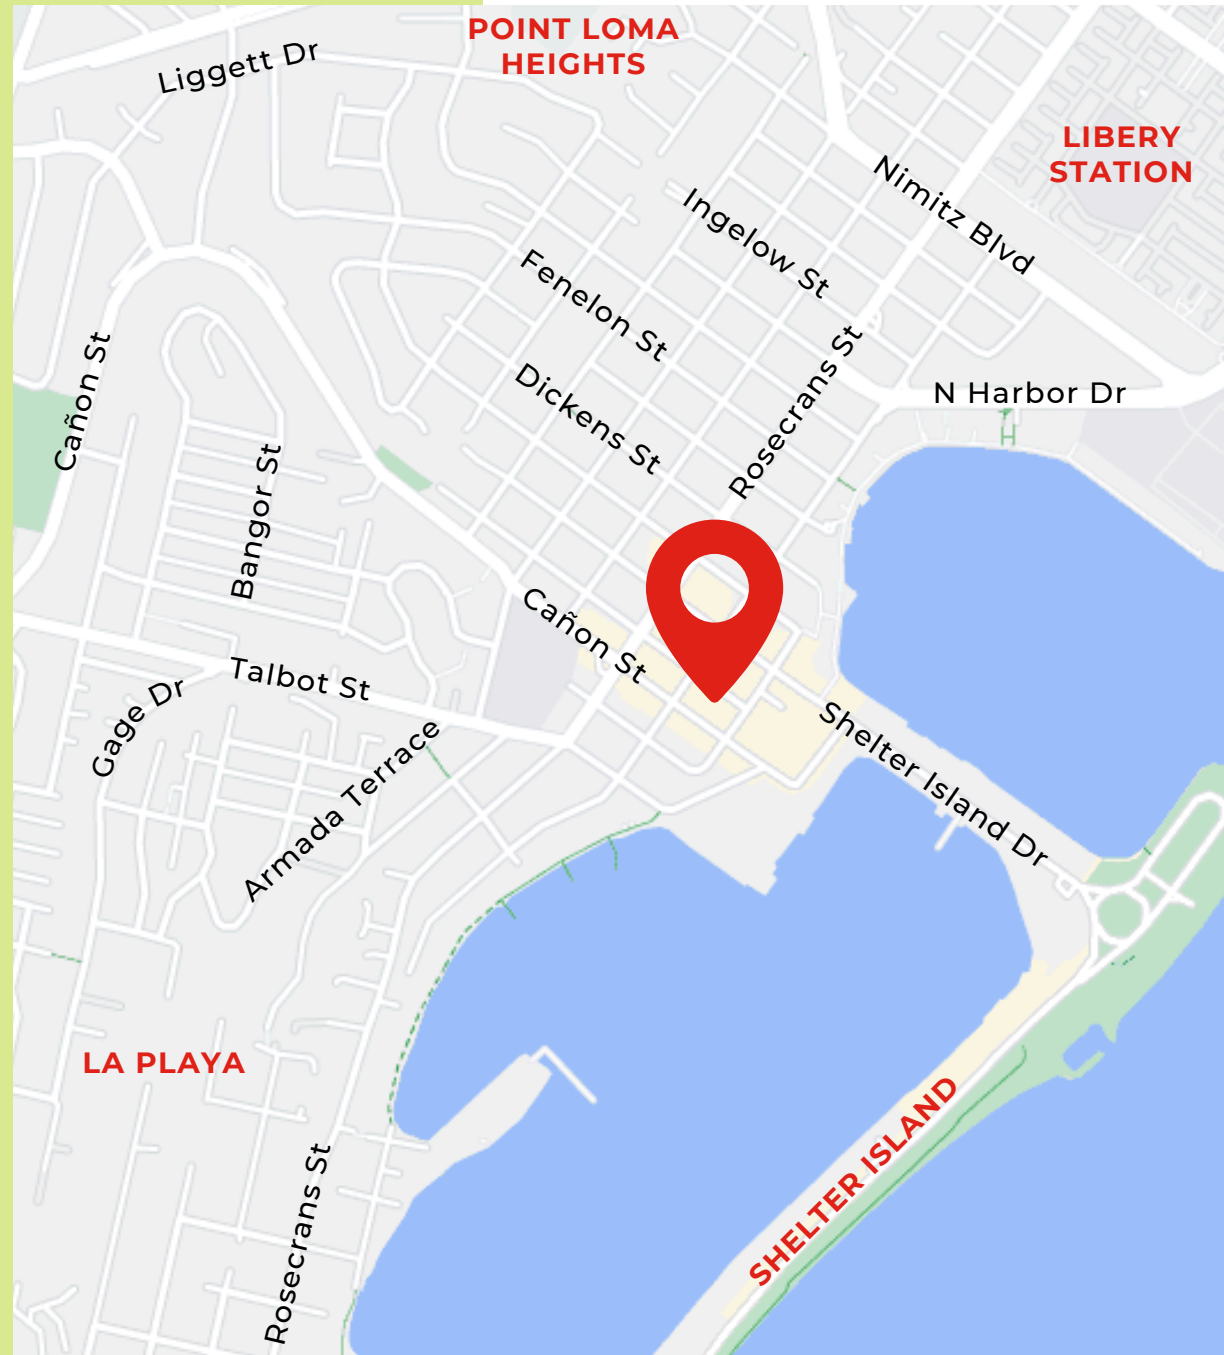 POINT LOMA
HEIGHTS
Liggett Dr
LIBERY
STATION
Nimitz Blvd
Ingelow St
Fenelon St
Cañon St
Rosecrans St
N Harbor Dr
Dickens St
Bangor St
Cañon St
Talbot St
Gage Dr
Shelter Island Dr
Armada Terrace
LA PLAYA
SHELTER ISLAND
Rosecrans St